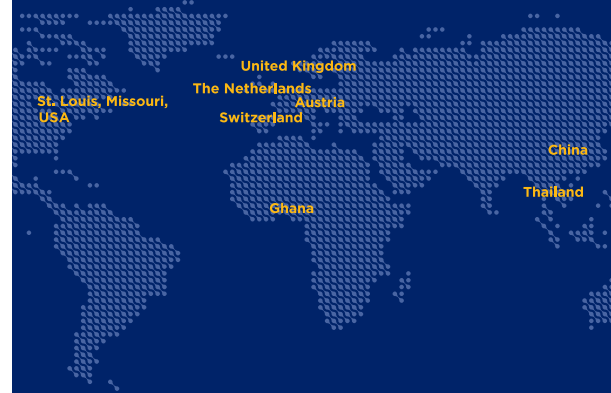 United Kingdom
The Netherlands
St. Louis, Missouri,
USA
Austria
Switzerland
China
Thailand
Ghana